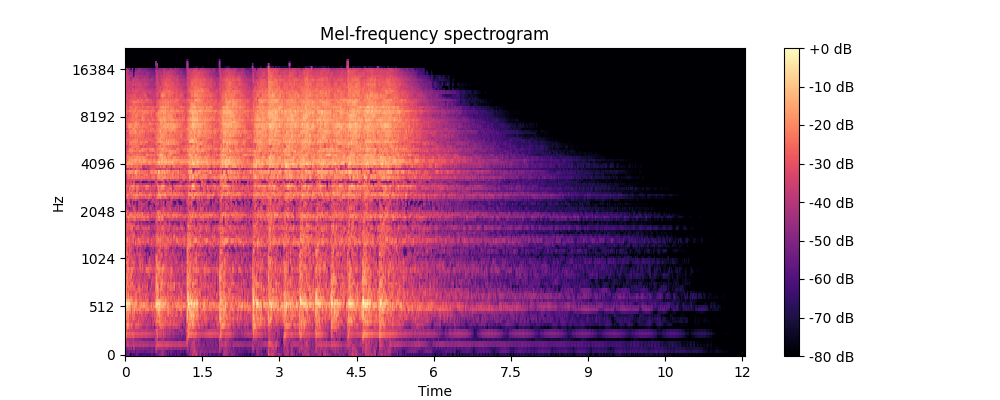 Mel-frequency spectrogram
Hz
16384
8192
4096
2048
1024
512
0
0 1.5 3 4.5 6 7.5 9 10 12
Time
+0 dB
-10 dB
-20 dB
-30 dB
-40 dB
-50 dB
-60 dB
-70 dB
-80 dB